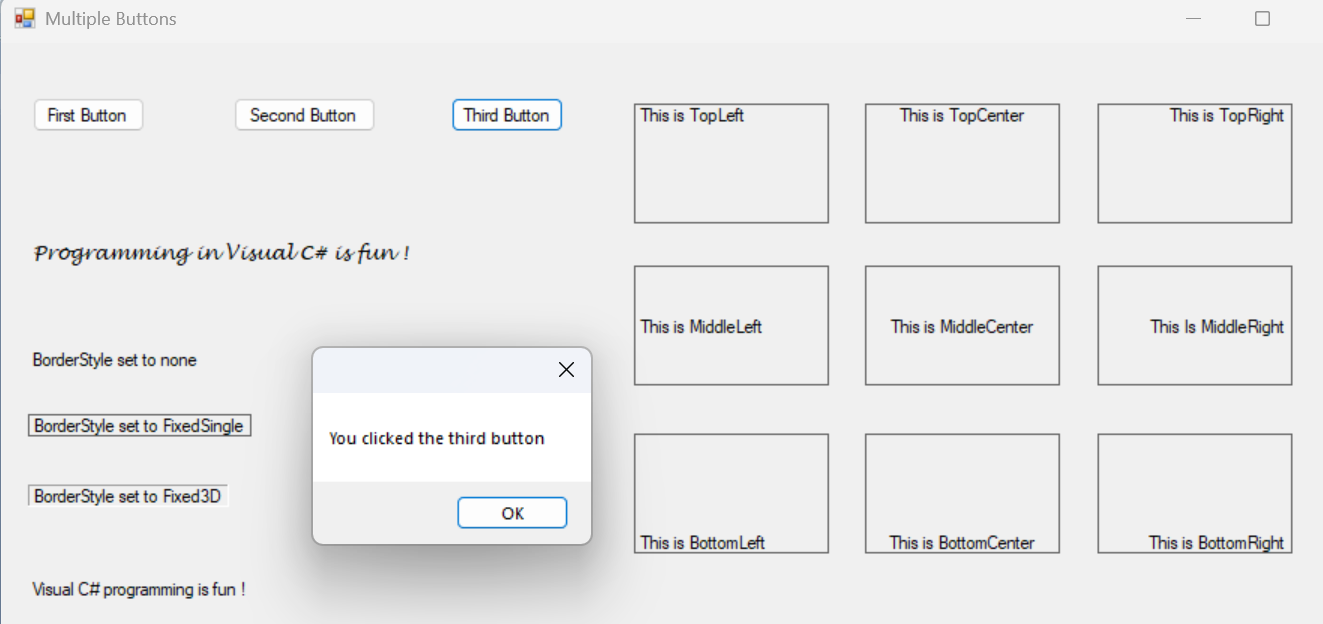 Multiple Buttons
First Button
Second Button
Third Button
This is TopLeft
This is TopCenter
This is TopRight
Programming in Visual C# is fun !
This is MiddleLeft
This is MiddleCenter
This Is MiddleRight
BorderStyle set to none
BorderStyle set to FixedSingle
You clicked the third button
BorderStyle set to Fixed3D
OK
This is BottomLeft
This is BottomCenter
This is BottomRight
Visual C# programming is fun !